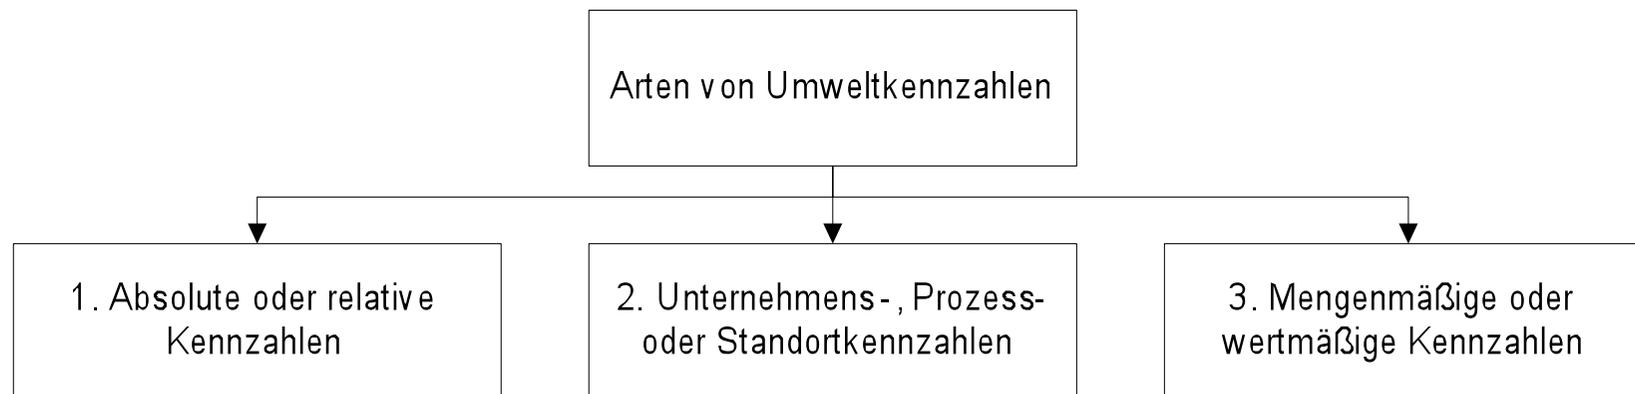 Arten von Umweltkennzahlen
1. Absolute oder relative
Kennzahlen
2. Unternehmens-, Prozess-
oder Standortkennzahlen
3. Mengenmäßige oder
wertmäßige Kennzahlen